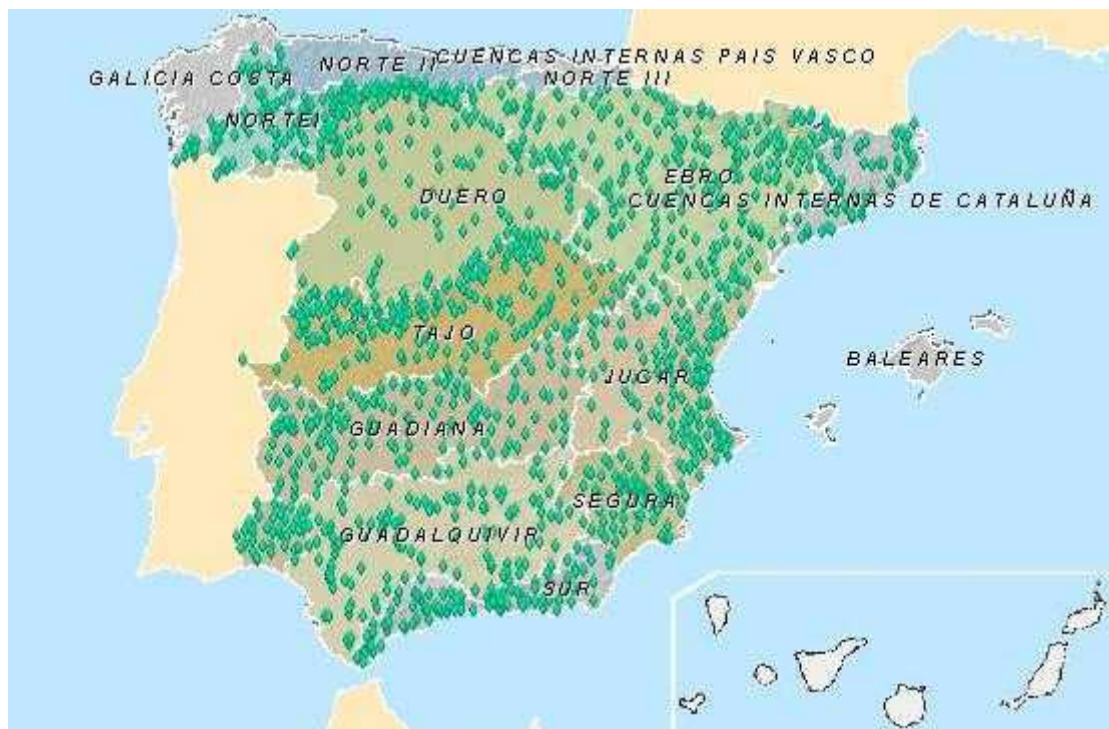 CUENCAS INTERNAS PAIS VASCO
NORTE II
GALICIA COSTA
NORTE III
NORTE I
EBRO
DUERO
CUENCAS INTERNAS DE CATALUÑA
TAJO
BALEARES
JUCAR
GUADIANA
SEGURA
GUADALQUIVIR
SUR